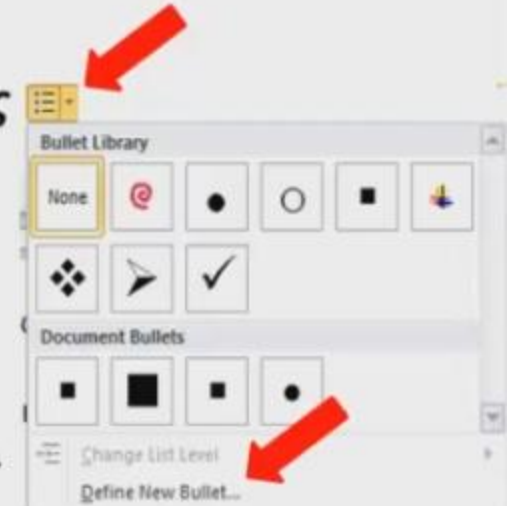 Bullet Library
None
Document Bullets
Change List Level
Define New Bullet...